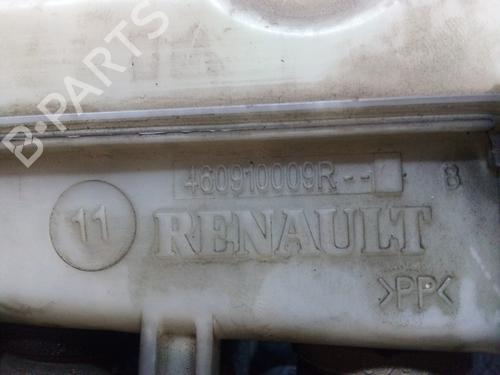 B-PARTS
460910009R-- - 8
11
RENAULT
>PP<